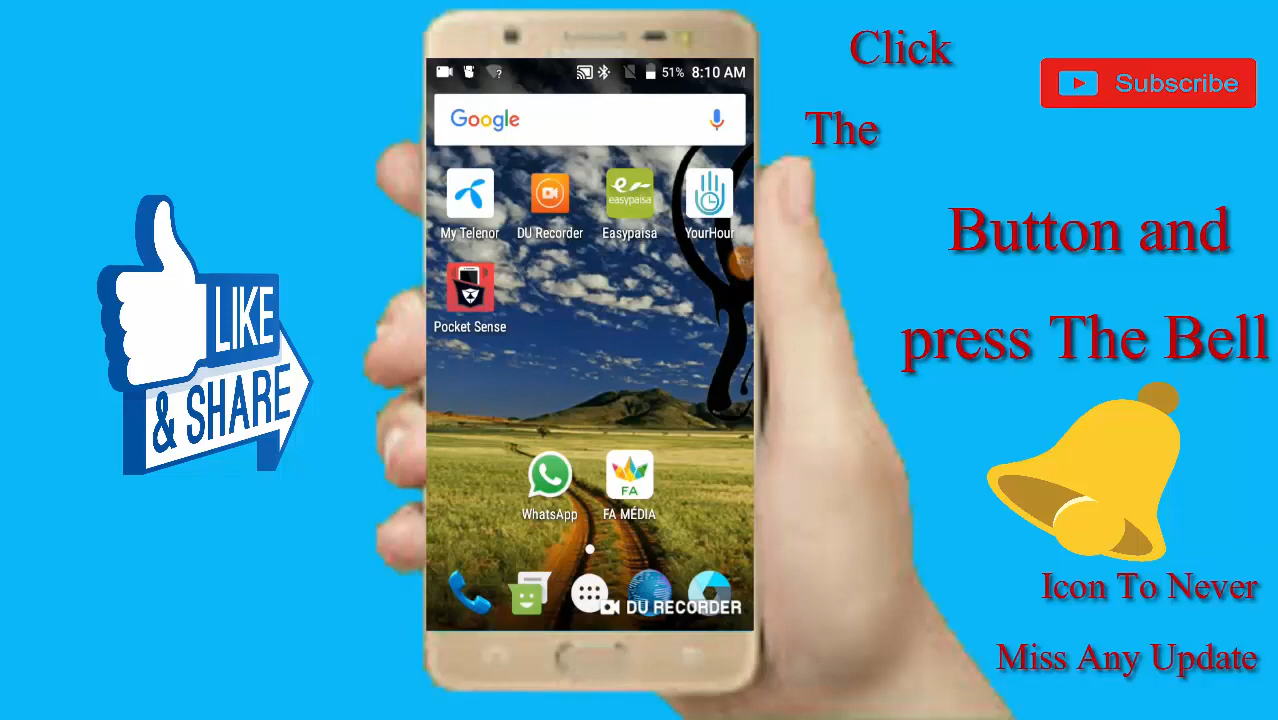 Click
Subscribe
The
Button and
press The Bell
Icon To Never
Miss Any Update
LIKE
& SHARE
? 51% 8:10 AM
Google
easypaisa
My Telenor DU Recorder Easypaisa YourHour
Pocket Sense
FA
WhatsApp FA MÉDIA
DU RECORDER